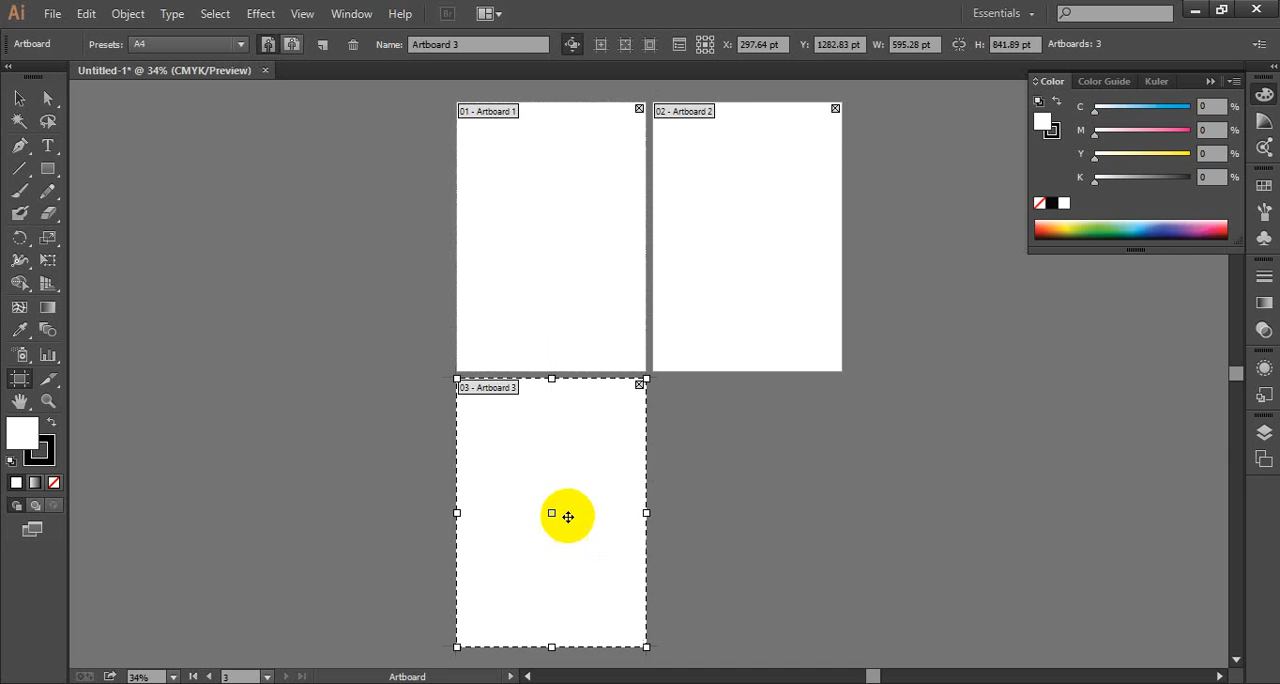 Ai File Edit Object Type Select Effect View Window Help Br Essentials
Artboard Presets: A4 Name: Artboard 3 X: 297.64 pt Y: 1282.83 pt W: 595.28 pt H: 841.89 pt Artboards: 3
Untitled-1* @ 34% (CMYK/Preview) ×
Color Color Guide Kuler
C 0 %
M 0 %
Y 0 %
K 0 %
01 - Artboard 1
02 - Artboard 2
03 - Artboard 3
34% 3 Artboard